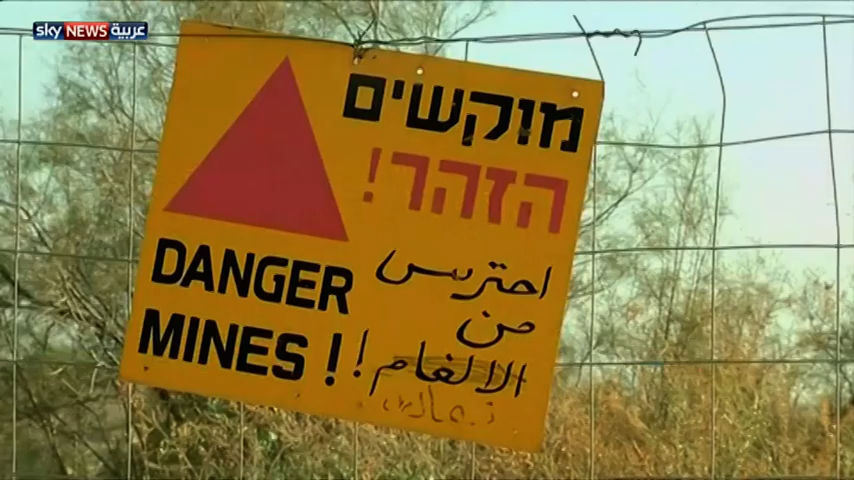 sky NEWS عربية
מוקשים
הזהר!
DANGER
MINES!
احترس
من
الالغام!